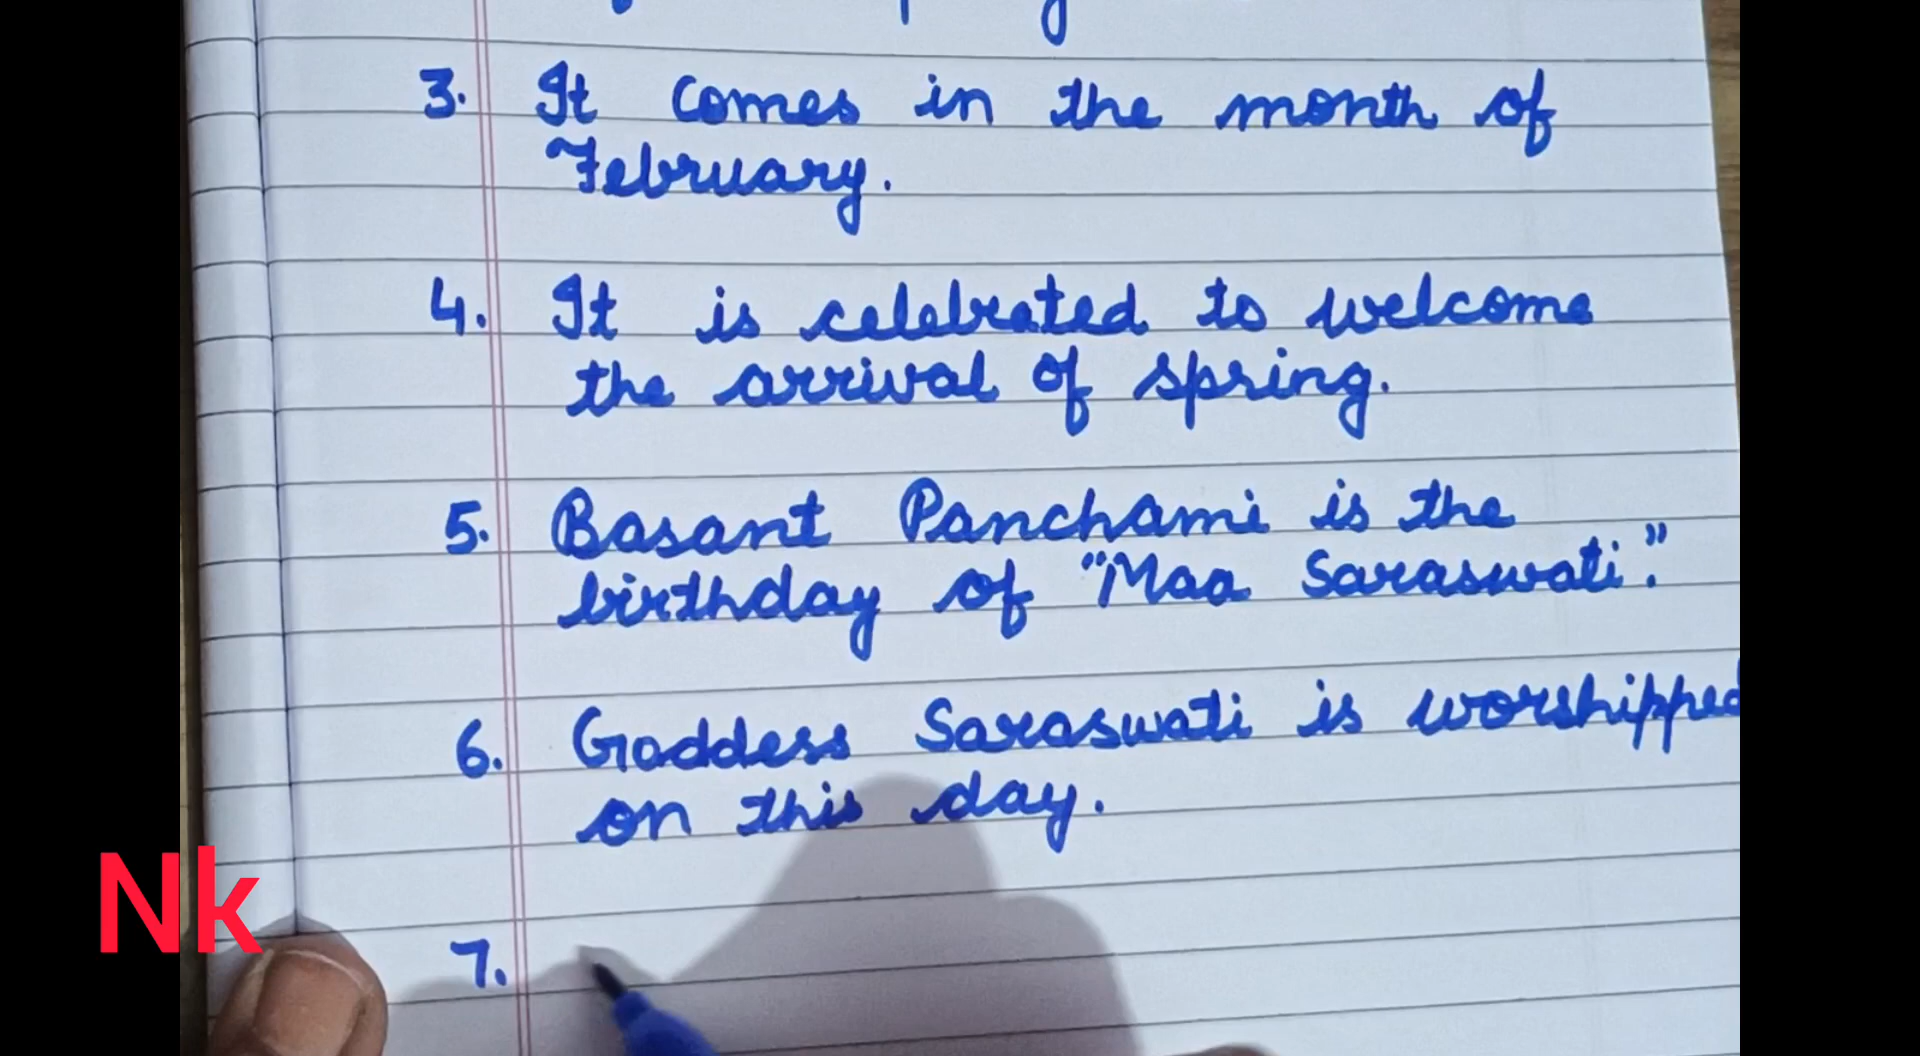 3. It comes in the month of
February.
4. It is celebrated to welcome
the arrival of spring.
5. Basant Panchami is the
birthday of "Maa Saraswati."
6. Goddess Saraswati is worshipped
on this day.
7.
Nk